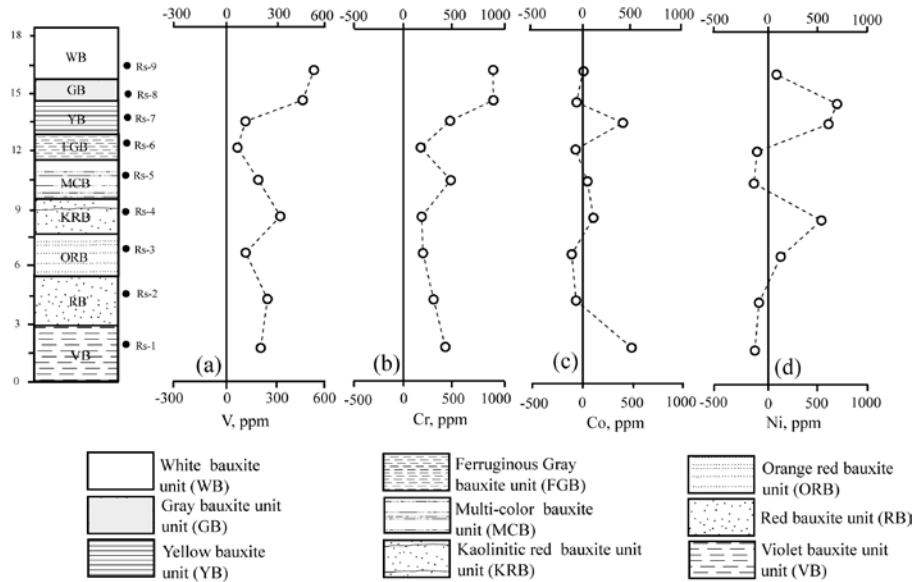 -300 0 300 600
-500 0 500 1000
-500 0 500 1000
-500 0 500 1000
18
15
12
9
6
3
0
WB
GB
YB
FGB
MCB
KRB
ORB
RB
VB
Rs-9
Rs-8
Rs-7
Rs-6
Rs-5
Rs-4
Rs-3
Rs-2
Rs-1
(a)
(b)
(c)
(d)
-300 0 300 600
V, ppm
-500 0 500 1000
Cr, ppm
-500 0 500 1000
Co, ppm
-500 0 500 1000
Ni, ppm
White bauxite
unit (WB)
Gray bauxite unit
unit (GB)
Yellow bauxite
unit (YB)
Ferruginous Gray
bauxite unit (FGB)
Multi-color bauxite
unit (MCB)
Kaolinitic red bauxite unit
unit (KRB)
Orange red bauxite
unit (ORB)
Red bauxite unit (RB)
Violet bauxite unit
unit (VB)